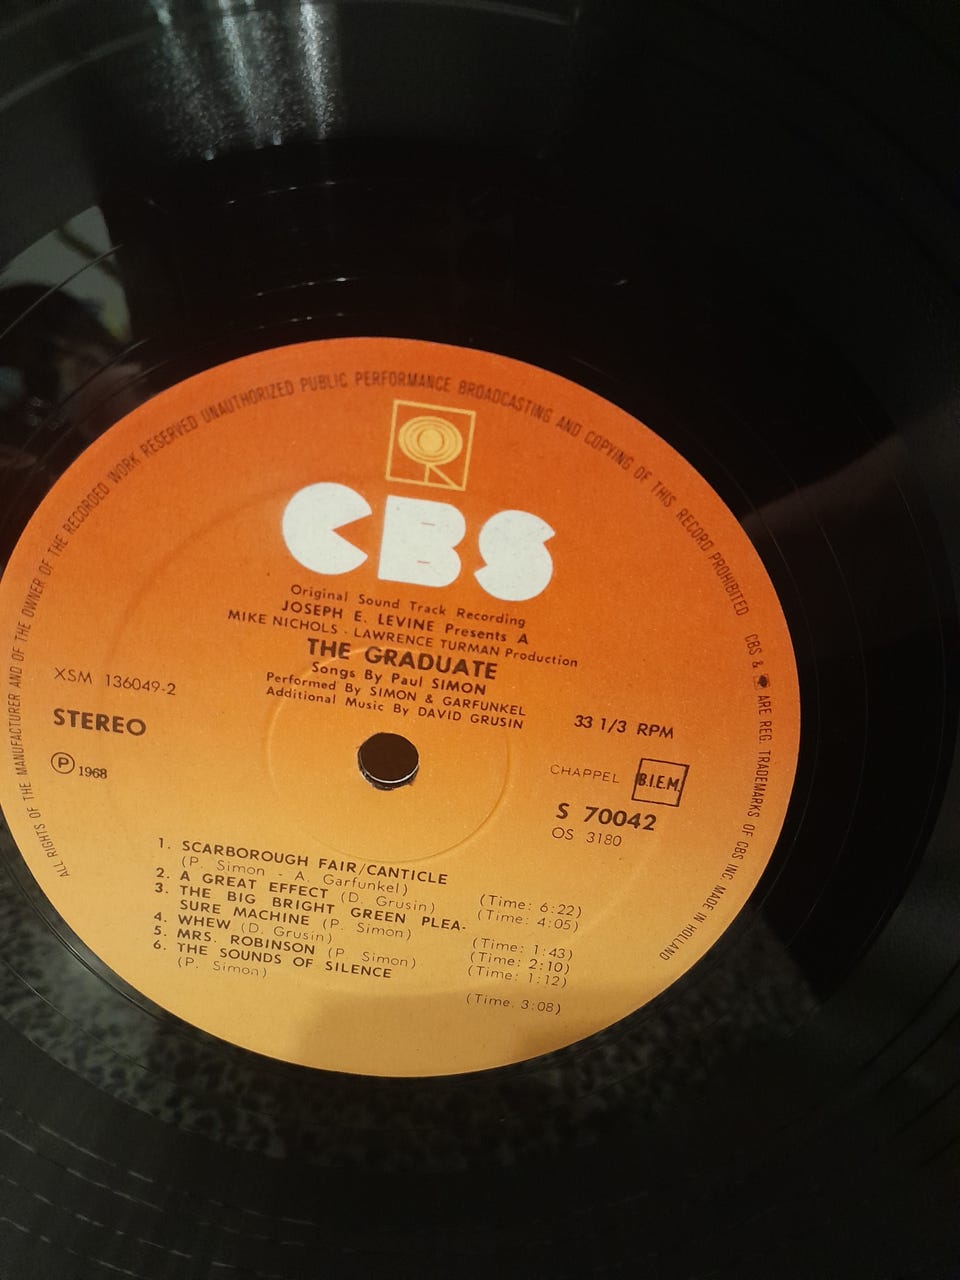 ALL RIGHTS OF THE MANUFACTURER AND OF THE OWNER OF THE RECORDED WORK RESERVED UNAUTHORIZED PUBLIC PERFORMANCE BROADCASTING AND COPYING OF THIS RECORD PROHIBITED CBS & ARE REG. TRADEMARKS OF CBS INC. MADE IN HOLLAND
CBS
Original Sound Track Recording
JOSEPH E. LEVINE Presents A
MIKE NICHOLS - LAWRENCE TURMAN Production
THE GRADUATE
Songs By Paul SIMON
Performed By SIMON & GARFUNKEL
Additional Music By DAVID GRUSIN
XSM 136049-2
STEREO
℗ 1968
33 1/3 RPM
CHAPPEL B.I.E.M.
S 70042
OS 3180
1. SCARBOROUGH FAIR/CANTICLE
(P. Simon - A. Garfunkel) (Time: 6:22)
2. A GREAT EFFECT (D. Grusin) (Time: 4:05)
3. THE BIG BRIGHT GREEN PLEA-
SURE MACHINE (P. Simon) (Time: 1:43)
4. WHEW (D. Grusin) (Time: 2:10)
5. MRS. ROBINSON (P Simon) (Time: 1:12)
6. THE SOUNDS OF SILENCE
(P. Simon) (Time: 3:08)